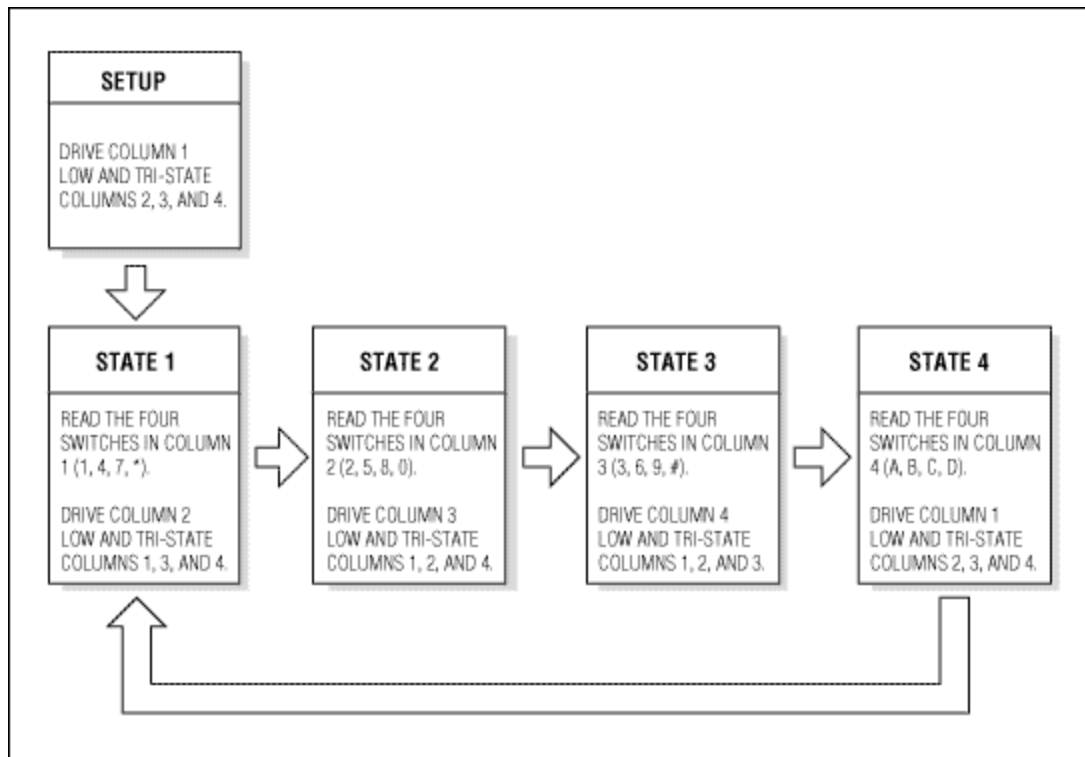 SETUP
DRIVE COLUMN 1
LOW AND TRI-STATE
COLUMNS 2, 3, AND 4.
STATE 1
READ THE FOUR
SWITCHES IN COLUMN
1 (1, 4, 7, *).
DRIVE COLUMN 2
LOW AND TRI-STATE
COLUMNS 1, 3, AND 4.
STATE 2
READ THE FOUR
SWITCHES IN COLUMN
2 (2, 5, 8, 0).
DRIVE COLUMN 3
LOW AND TRI-STATE
COLUMNS 1, 2, AND 4.
STATE 3
READ THE FOUR
SWITCHES IN COLUMN
3 (3, 6, 9, #).
DRIVE COLUMN 4
LOW AND TRI-STATE
COLUMNS 1, 2, AND 3.
STATE 4
READ THE FOUR
SWITCHES IN COLUMN
4 (A, B, C, D).
DRIVE COLUMN 1
LOW AND TRI-STATE
COLUMNS 2, 3, AND 4.